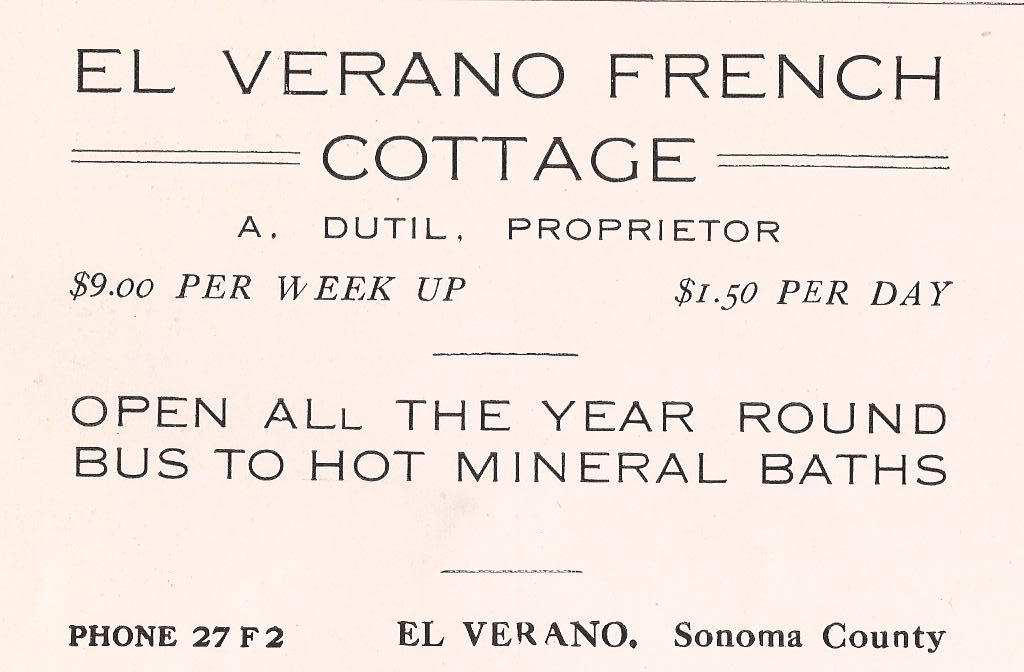 EL VERANO FRENCH
COTTAGE
A. DUTIL, PROPRIETOR
$9.00 PER WEEK UP $1.50 PER DAY
OPEN ALL THE YEAR ROUND
BUS TO HOT MINERAL BATHS
PHONE 27 F 2 EL VERANO, Sonoma County